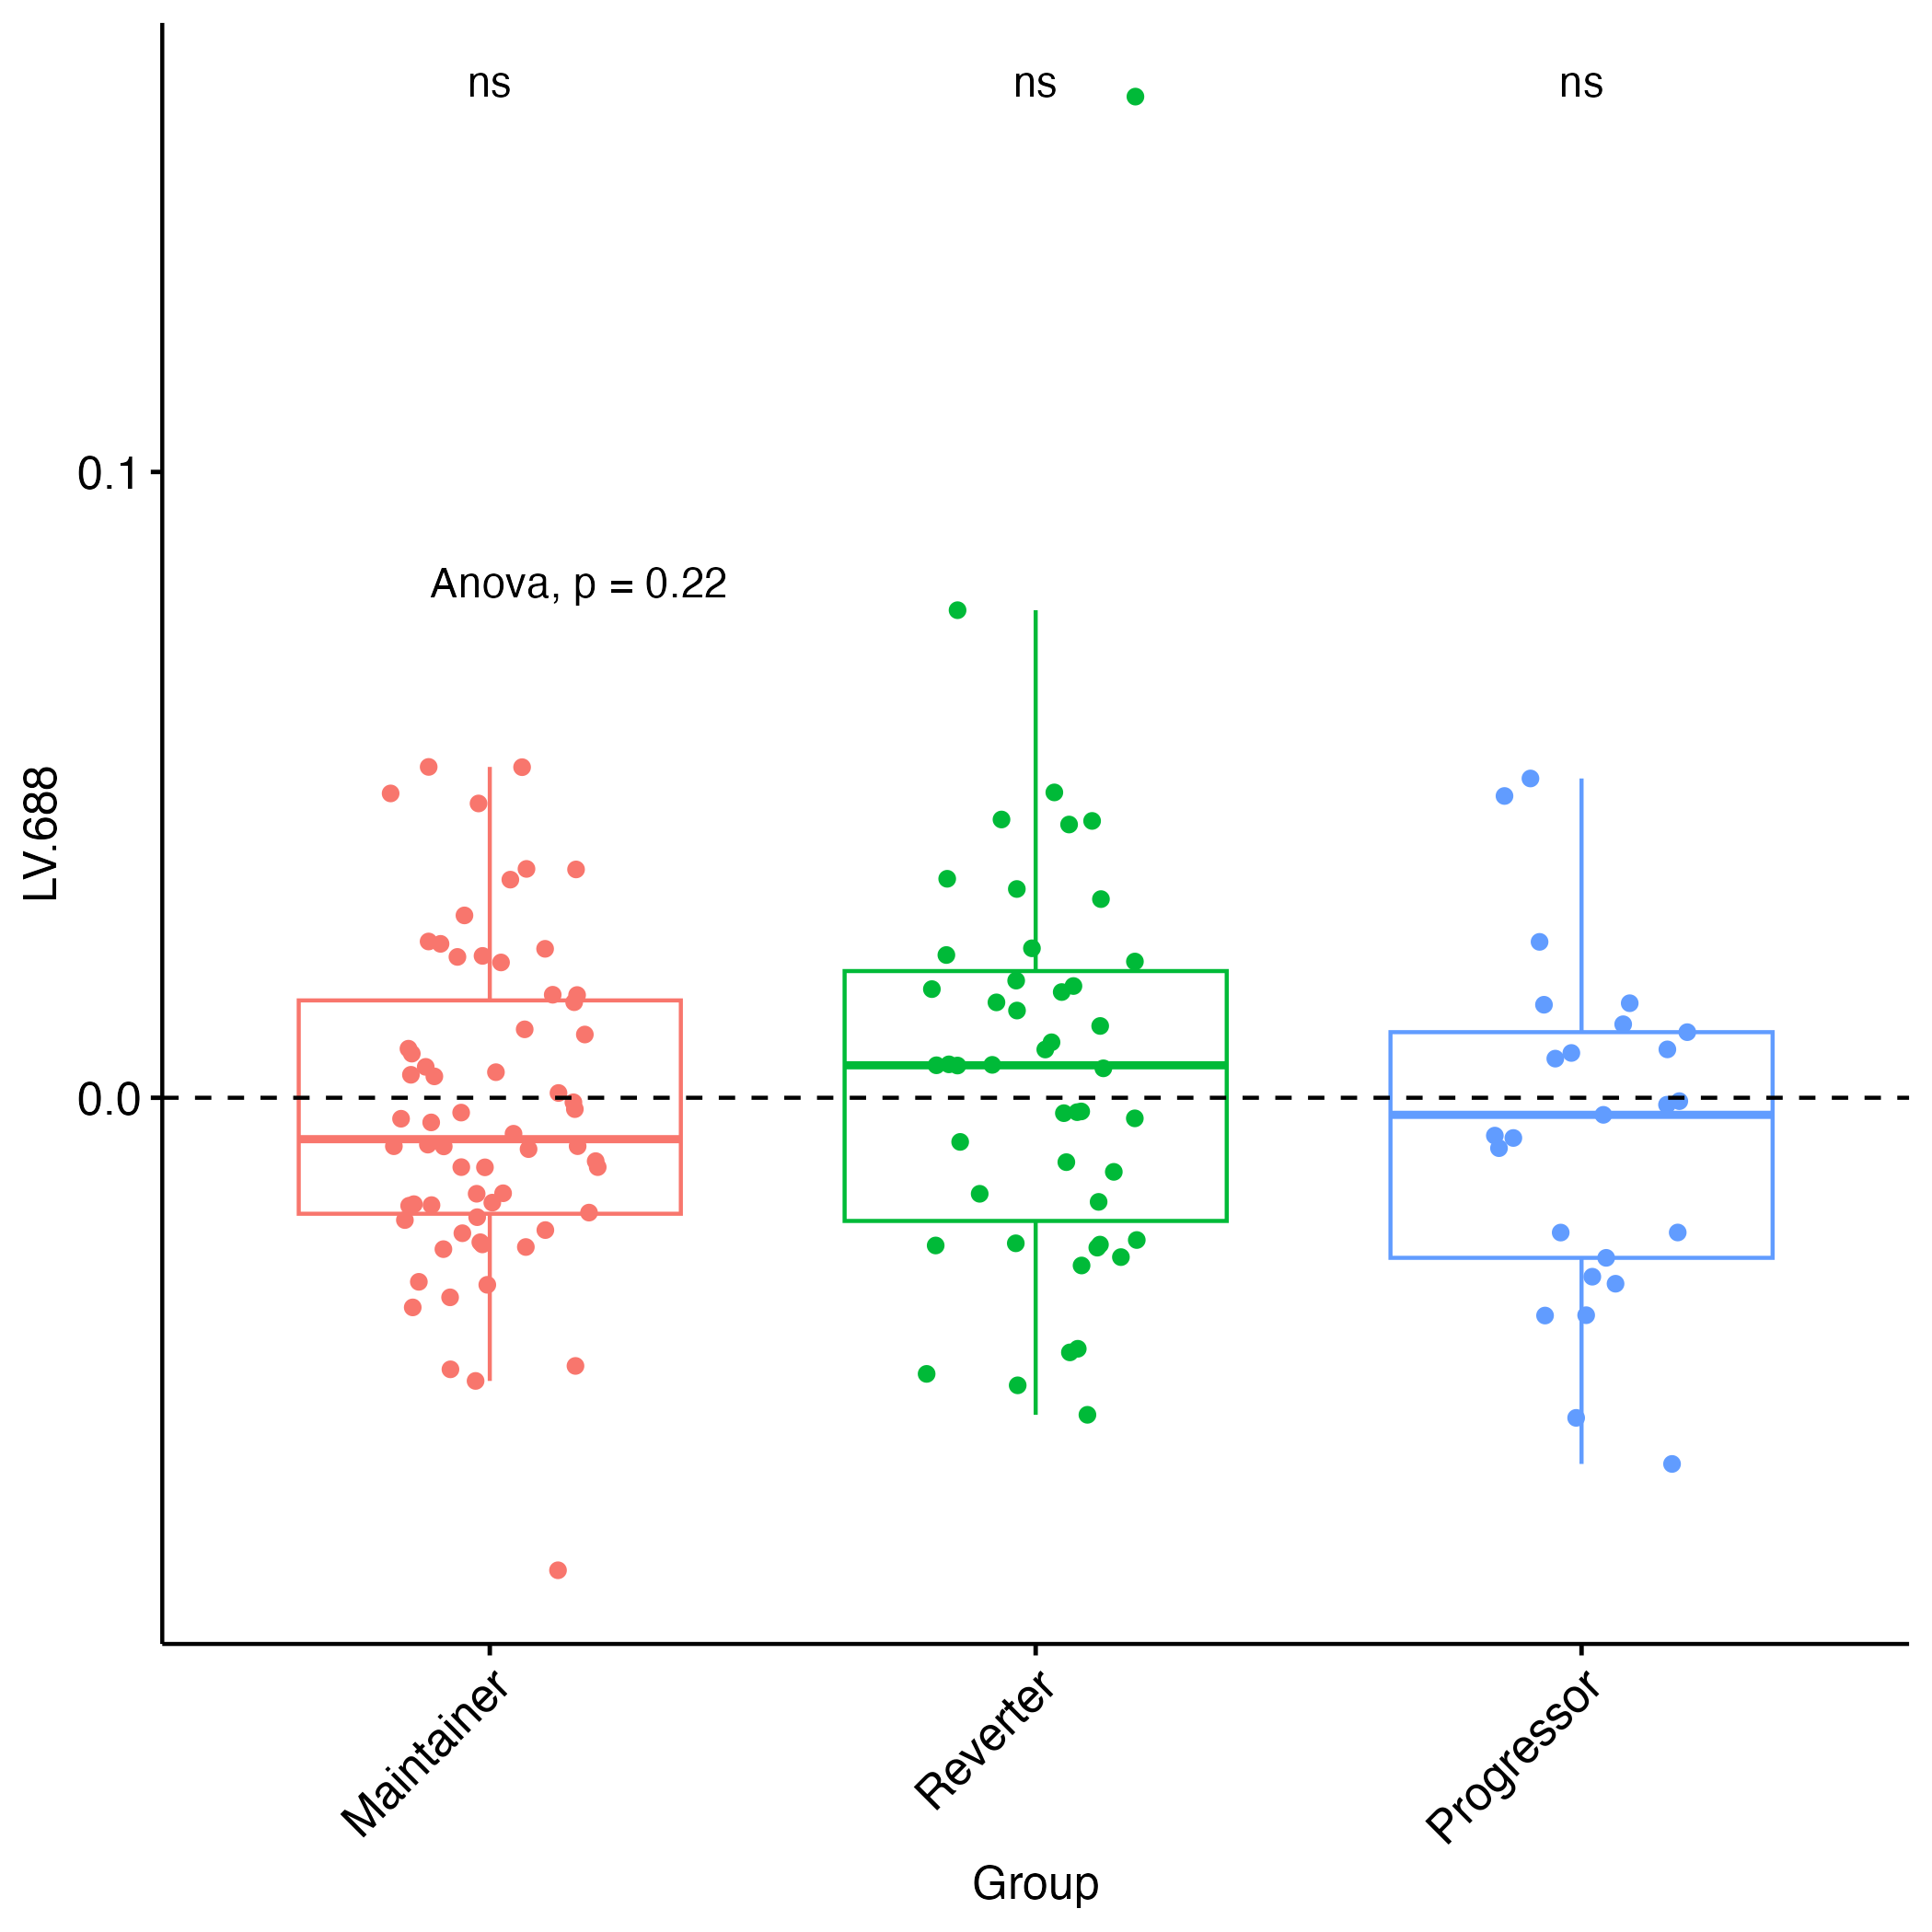 ns ns ns
0.1
Anova, p = 0.22
LV.688
0.0
Maintainer Reverter Progressor
Group